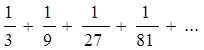 1/3 + 1/9 + 1/27 + 1/81 + ...